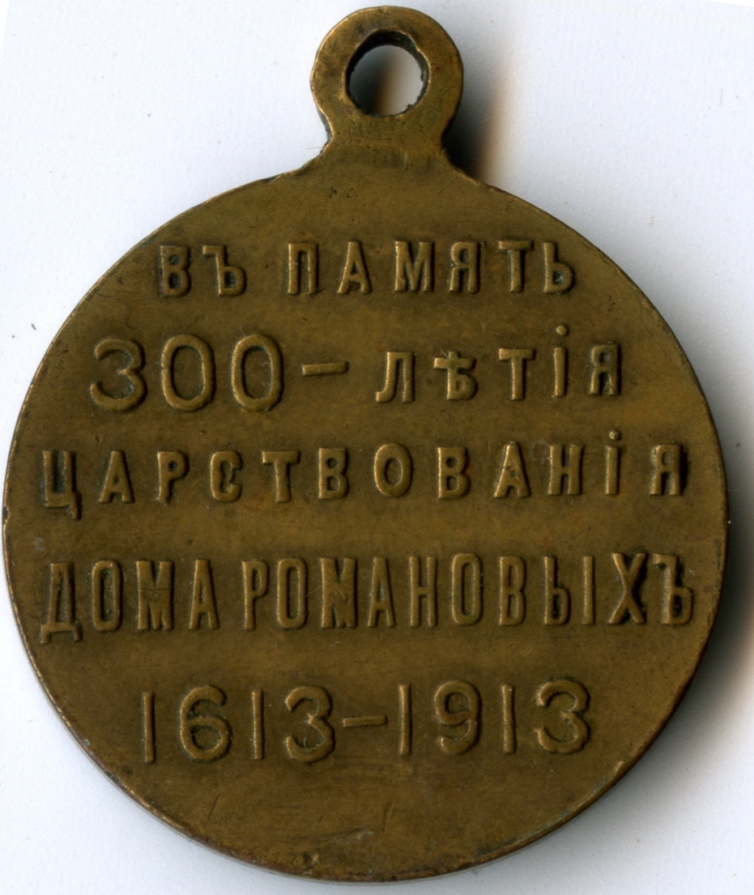 ВЪ ПАМЯТЬ
300-ЛѢТІЯ
ЦАРСТВОВАНІЯ
ДОМА РОМАНОВЫХЪ
1613-1913